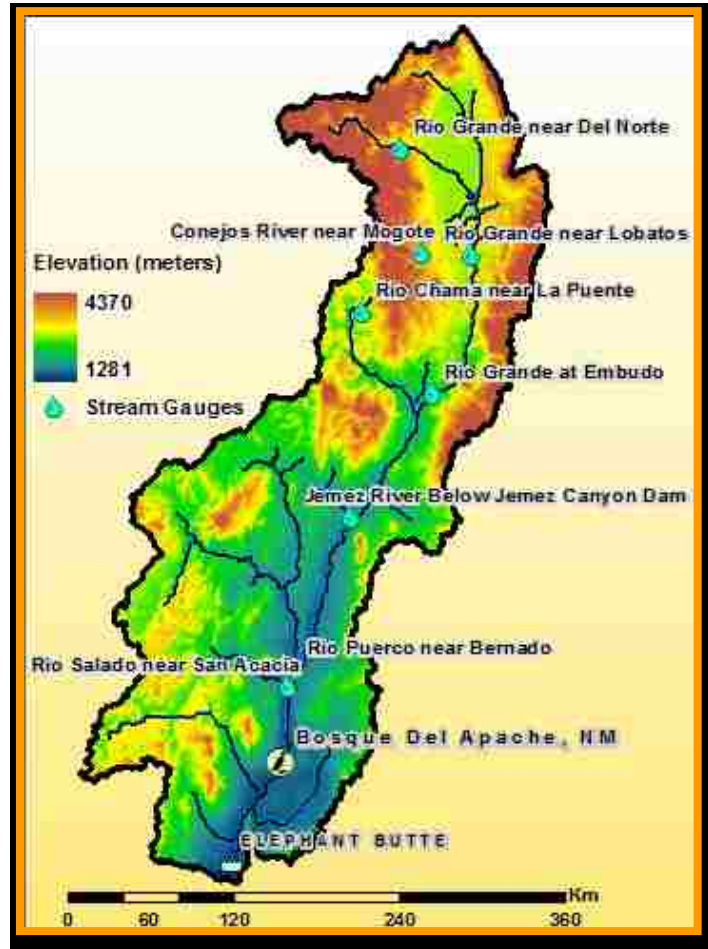 Rio Grande near Del Norte
Conejos River near Mogote
Rio Grande near Lobatos
Elevation (meters)
4370
1281
Rio Chama near La Puente
Rio Grande at Embudo
Stream Gauges
Jemez River Below Jemez Canyon Dam
Rio Puerco near Bernado
Rio Salado near San Acacia
Bosque Del Apache, NM
ELEPHANT BUTTE
Km
0 60 120 240 360